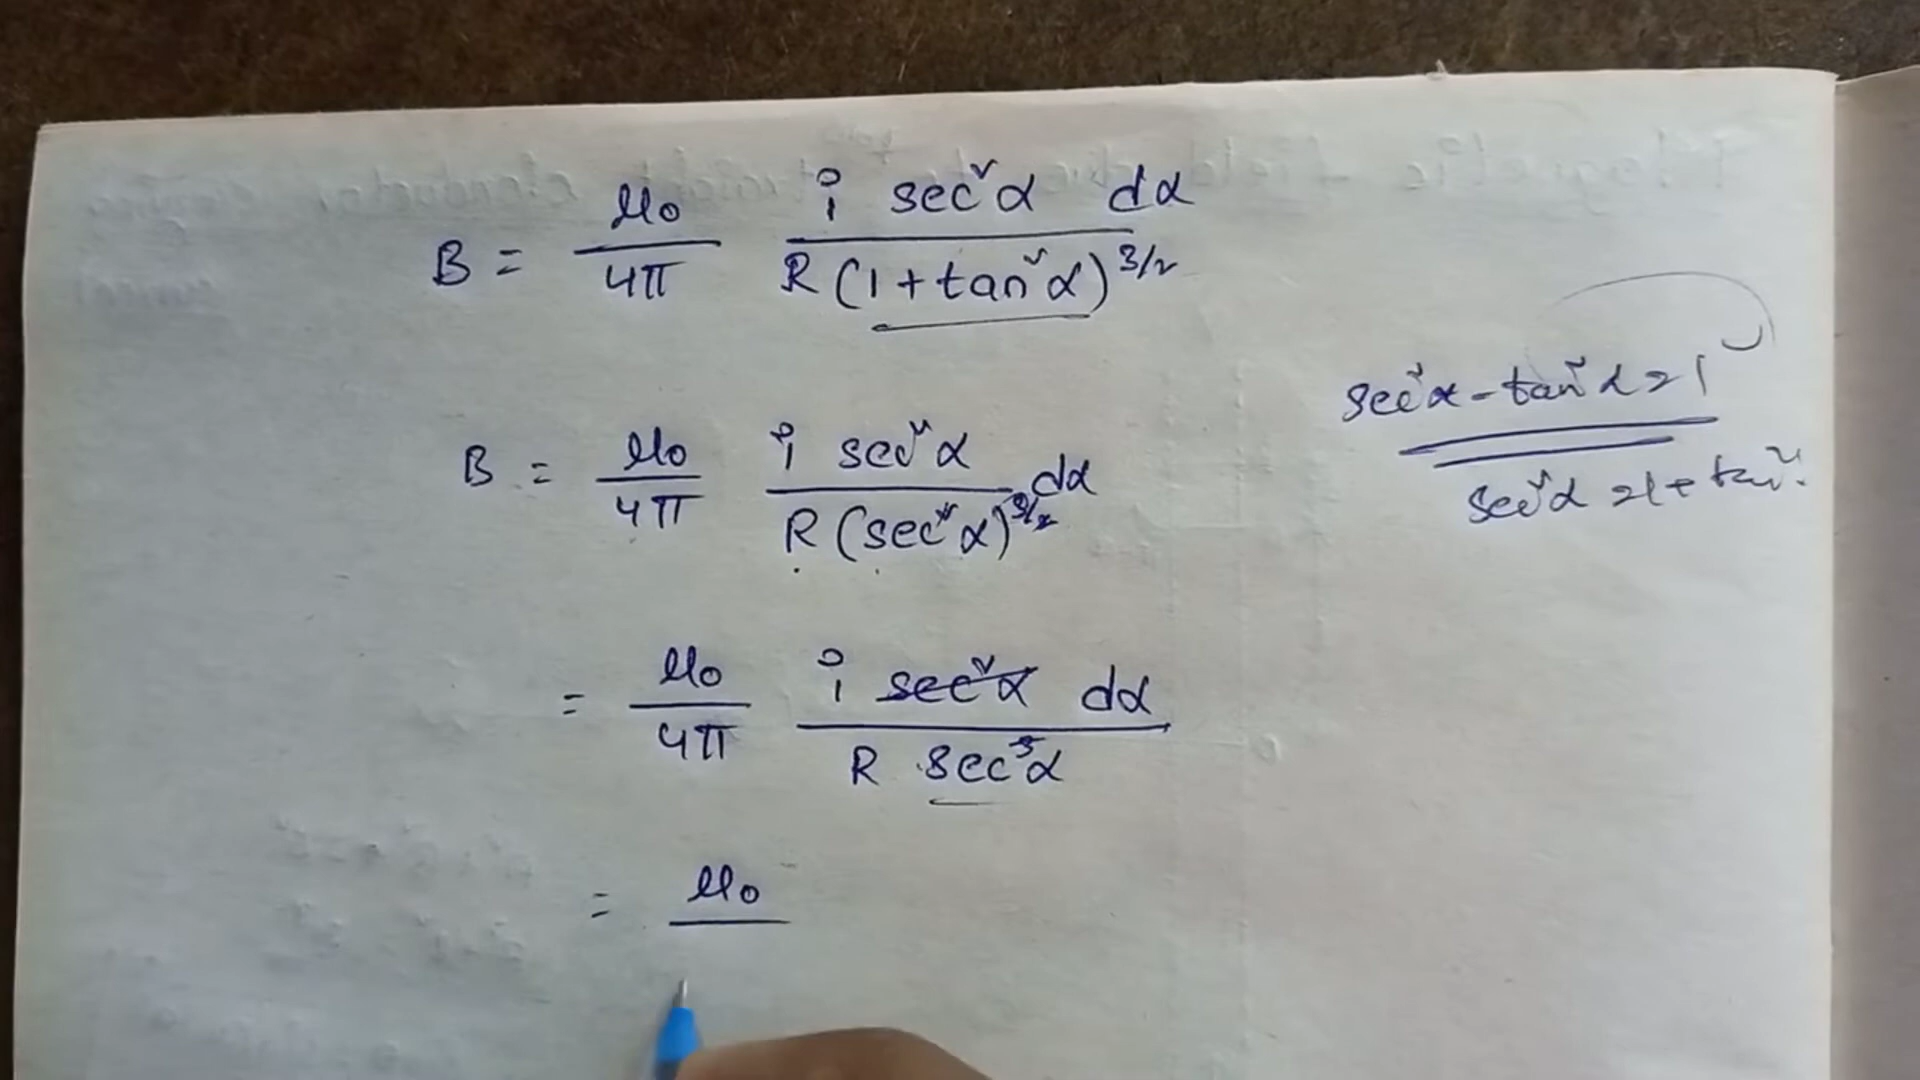 B = μ₀/4π i sec²α dα / R(1+tan²α)^3/2
sec²α - tan²α = 1
B = μ₀/4π i sec²α / R(sec²α)^3/2 dα
sec²α = 1 + tan²
= μ₀/4π i sec²α dα / R sec³α
= μ₀